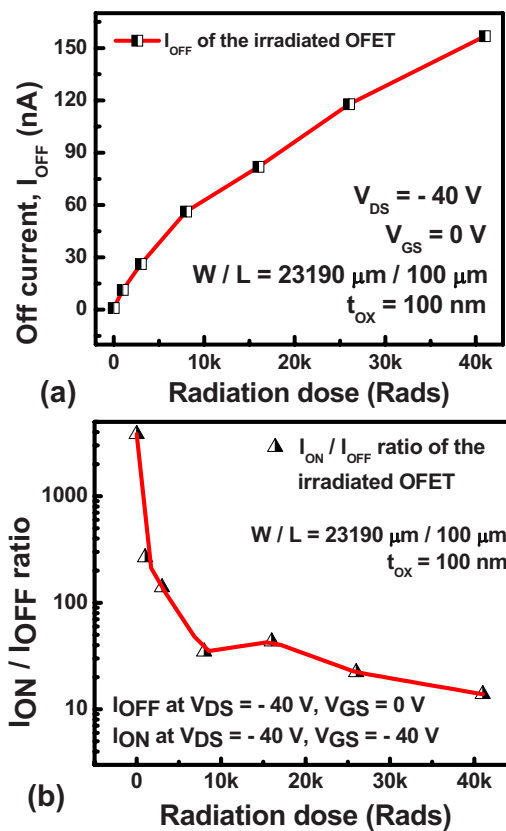 150
120
90
60
30
0
Off current, I_OFF (nA)
I_OFF of the irradiated OFET
V_DS = - 40 V
V_GS = 0 V
W / L = 23190 μm / 100 μm
t_OX = 100 nm
0 10k 20k 30k 40k
(a) Radiation dose (Rads)
1000
100
10
ION / IOFF ratio
I_ON / I_OFF ratio of the
irradiated OFET
W / L = 23190 μm / 100 μm
t_OX = 100 nm
IOFF at VDS = - 40 V, VGS = 0 V
ION at VDS = - 40 V, VGS = - 40 V
0 10k 20k 30k 40k
(b) Radiation dose (Rads)